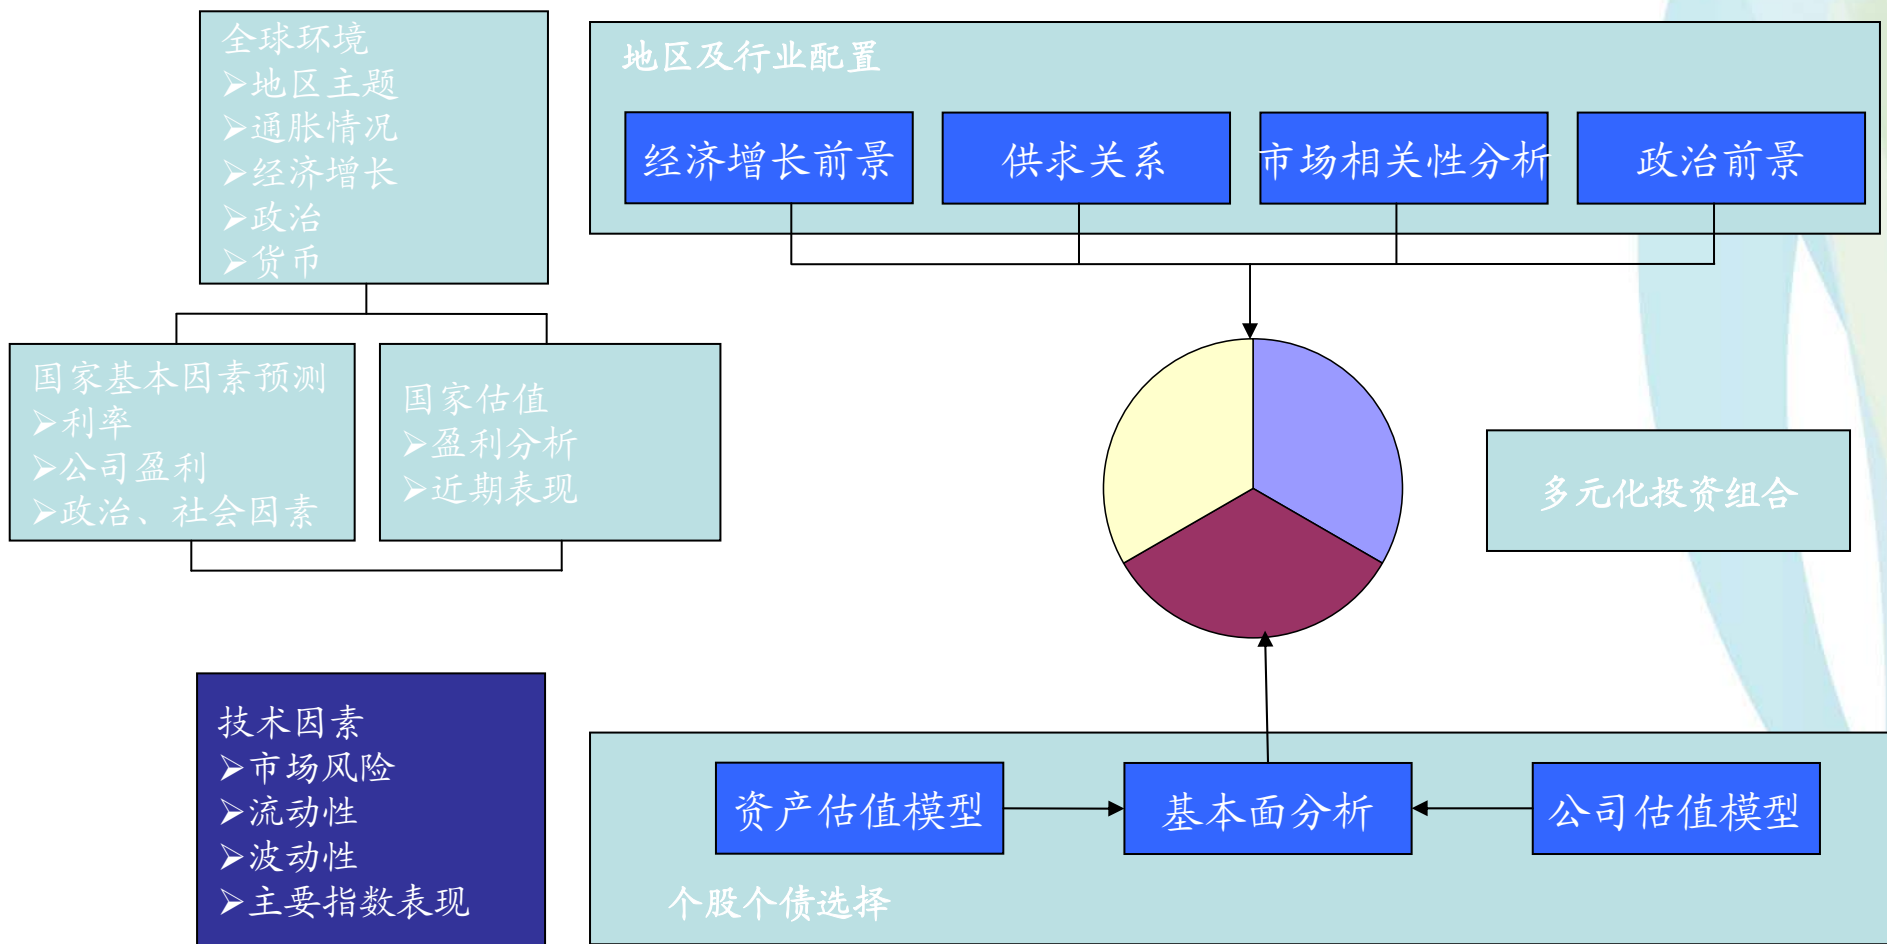 全球环境
➢地区主题
➢通胀情况
➢经济增长
➢政治
➢货币
国家基本因素预测
➢利率
➢公司盈利
➢政治、社会因素
国家估值
➢盈利分析
➢近期表现
技术因素
➢市场风险
➢流动性
➢波动性
➢主要指数表现
地区及行业配置
经济增长前景
供求关系
市场相关性分析
政治前景
多元化投资组合
资产估值模型
基本面分析
公司估值模型
个股个债选择